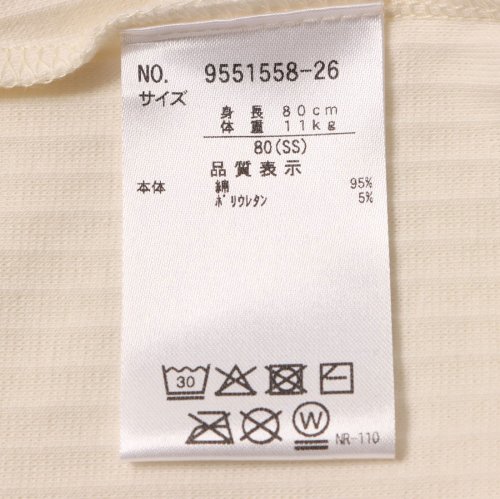 NO. 9551558-26
サイズ
身長 80cm
体重 11kg
80(SS)
品質表示
本体 綿 95%
ﾎﾟﾘｳﾚﾀﾝ 5%
30
W
NR-110